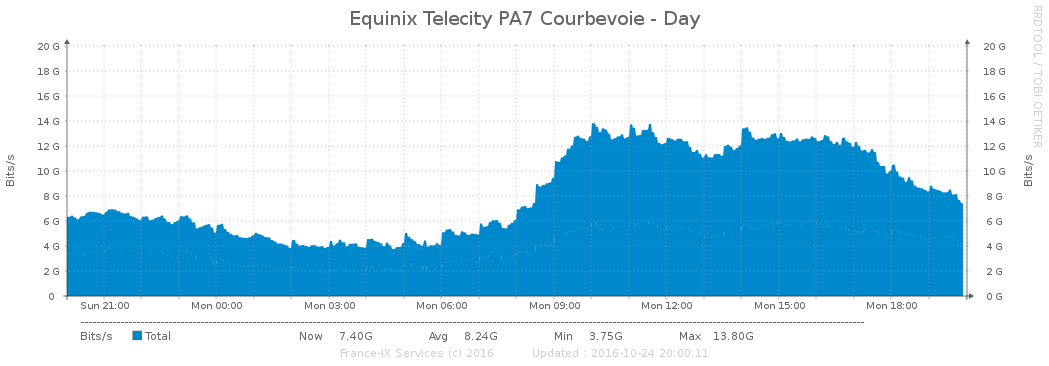 Equinix Telecity PA7 Courbevoie - Day
RRDTOOL / TOBI OETIKER
Bits/s
20 G
18 G
16 G
14 G
12 G
10 G
8 G
6 G
4 G
2 G
0
20 G
18 G
16 G
14 G
12 G
10 G
8 G
6 G
4 G
2 G
0 G
Bits/s
Sun 21:00 Mon 00:00 Mon 03:00 Mon 06:00 Mon 09:00 Mon 12:00 Mon 15:00 Mon 18:00
Bits/s Total Now 7.40G Avg 8.24G Min 3.75G Max 13.80G
France-IX Services (c) 2016 Updated : 2016-10-24 20:00:11